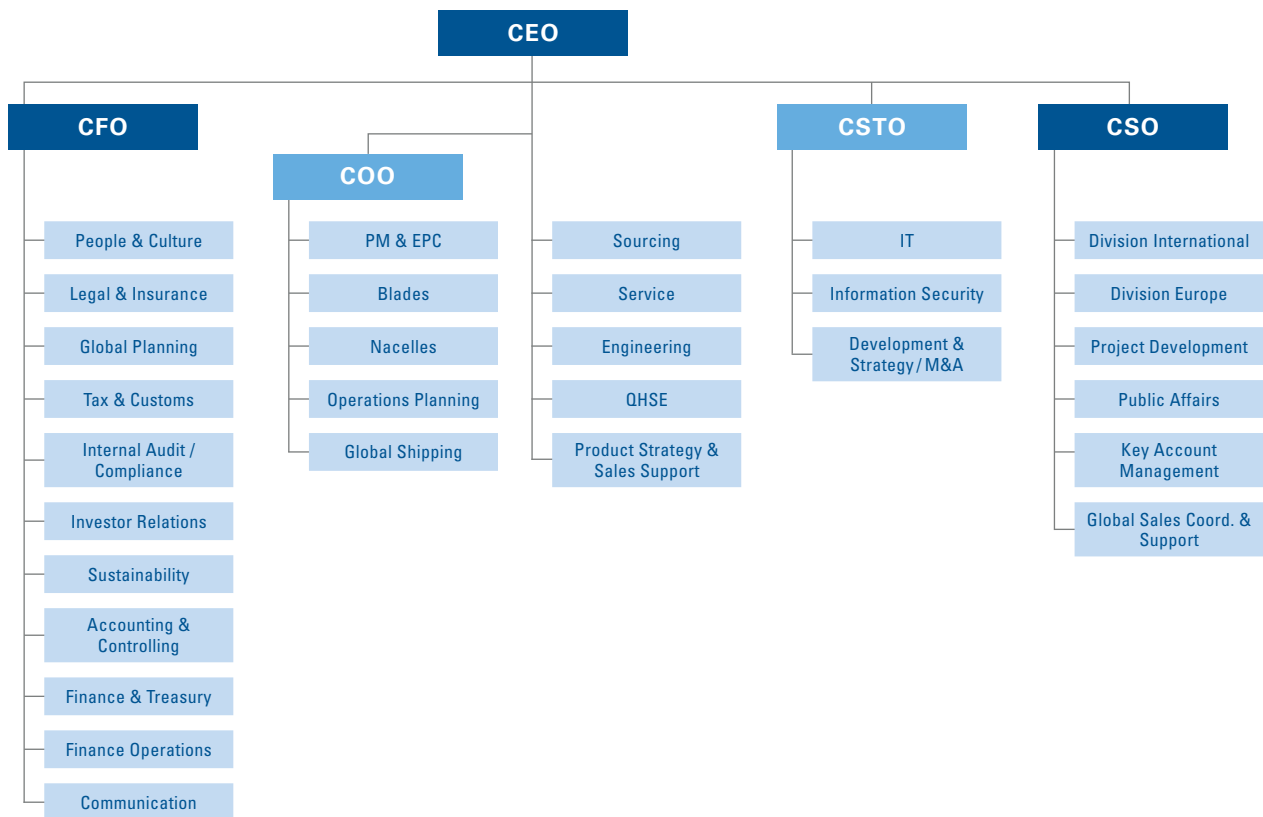 CEO
CFO
CSTO
CSO
COO
People & Culture
Legal & Insurance
Global Planning
Tax & Customs
Internal Audit /
Compliance
Investor Relations
Sustainability
Accounting &
Controlling
Finance & Treasury
Finance Operations
Communication
PM & EPC
Blades
Nacelles
Operations Planning
Global Shipping
Sourcing
Service
Engineering
QHSE
Product Strategy &
Sales Support
IT
Information Security
Development &
Strategy / M&A
Division International
Division Europe
Project Development
Public Affairs
Key Account
Management
Global Sales Coord. &
Support